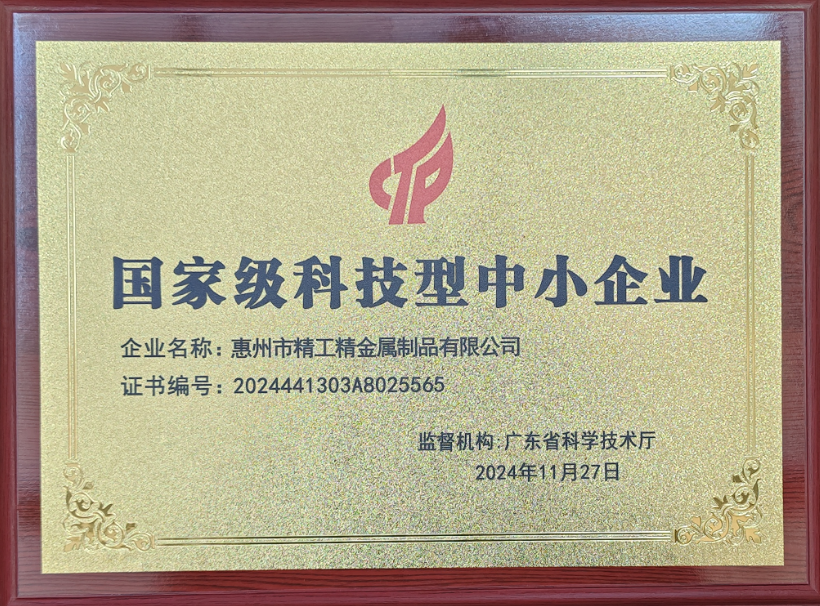 CTP
国家级科技型中小企业
企业名称：惠州市精工精金属制品有限公司
证书编号：2024441303A8025565
监督机构:广东省科学技术厅
2024年11月27日